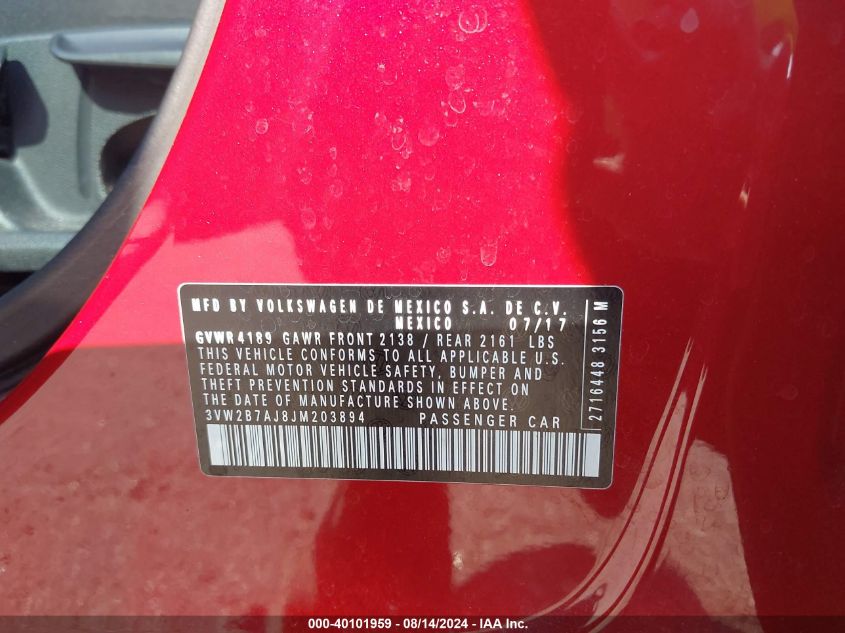 MFD BY VOLKSWAGEN DE MEXICO S.A. DE C.V.
MEXICO 07/17
GVWR 4189 GAWR FRONT 2138 / REAR 2161 LBS
THIS VEHICLE CONFORMS TO ALL APPLICABLE U.S.
FEDERAL MOTOR VEHICLE SAFETY, BUMPER AND
THEFT PREVENTION STANDARDS IN EFFECT ON
THE DATE OF MANUFACTURE SHOWN ABOVE.
3VW2B7AJ8JM203894 PASSENGER CAR
2716448 3156 M
000-40101959 - 08/14/2024 - IAA Inc.